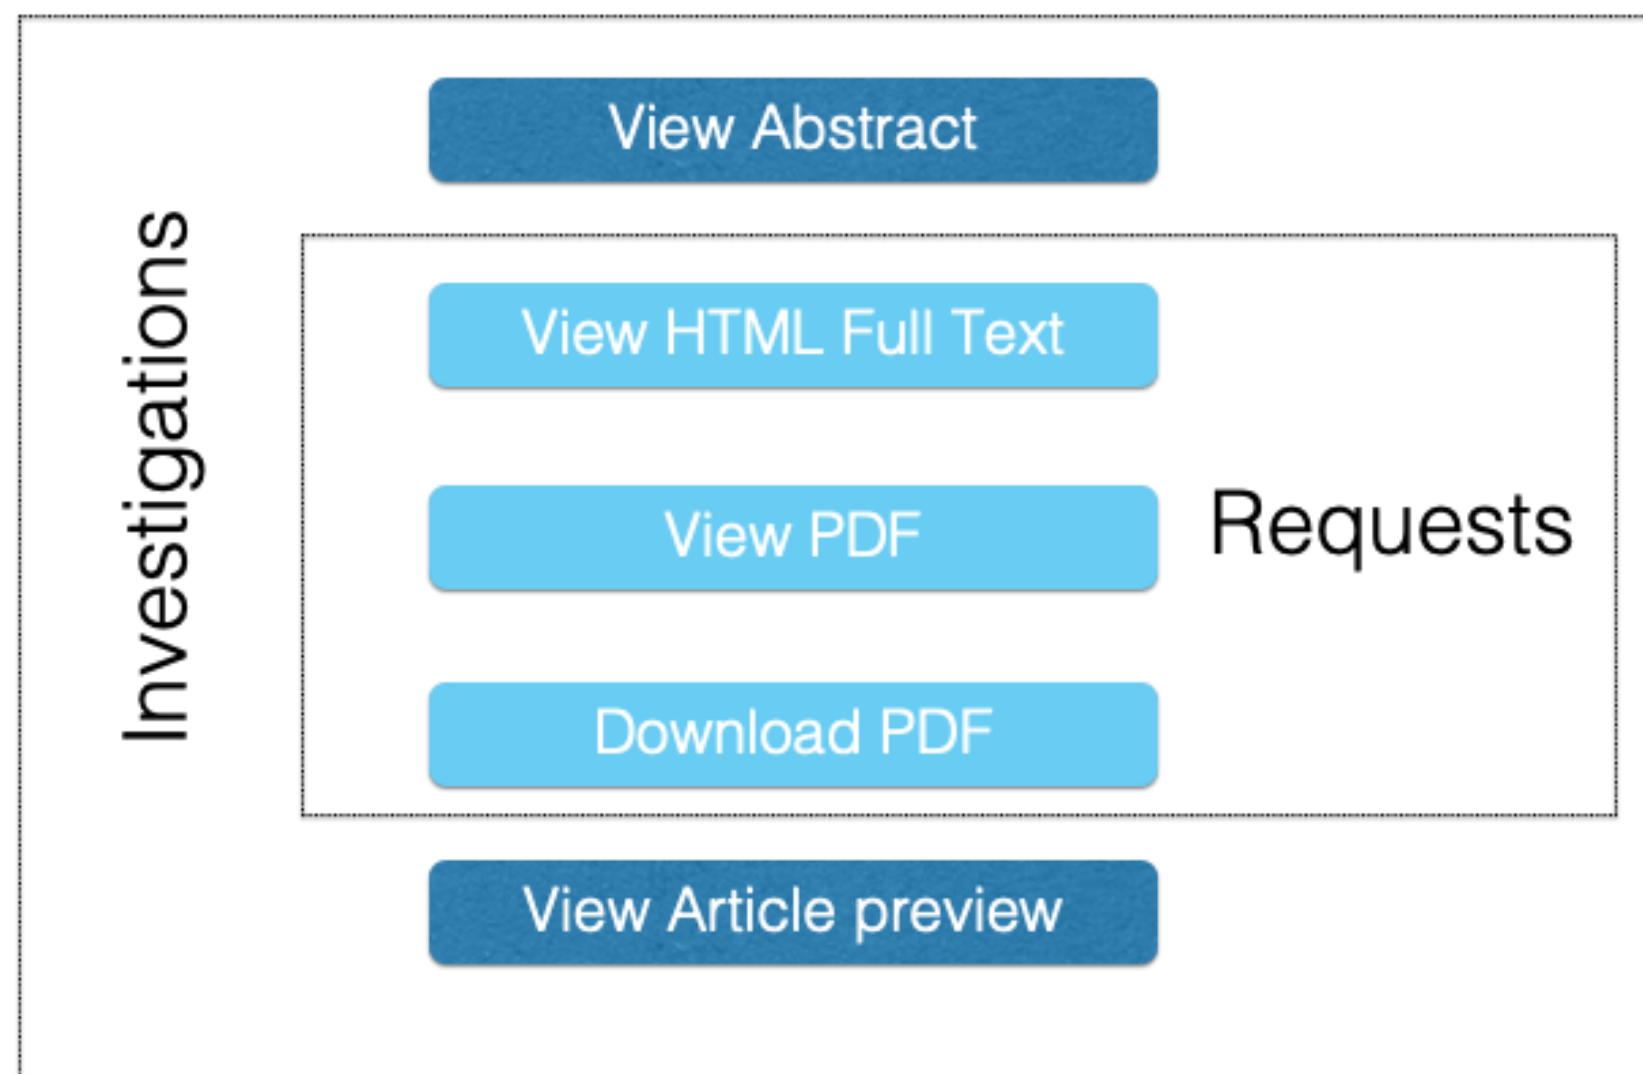 View Abstract
Investigations
View HTML Full Text
View PDF
Requests
Download PDF
View Article preview